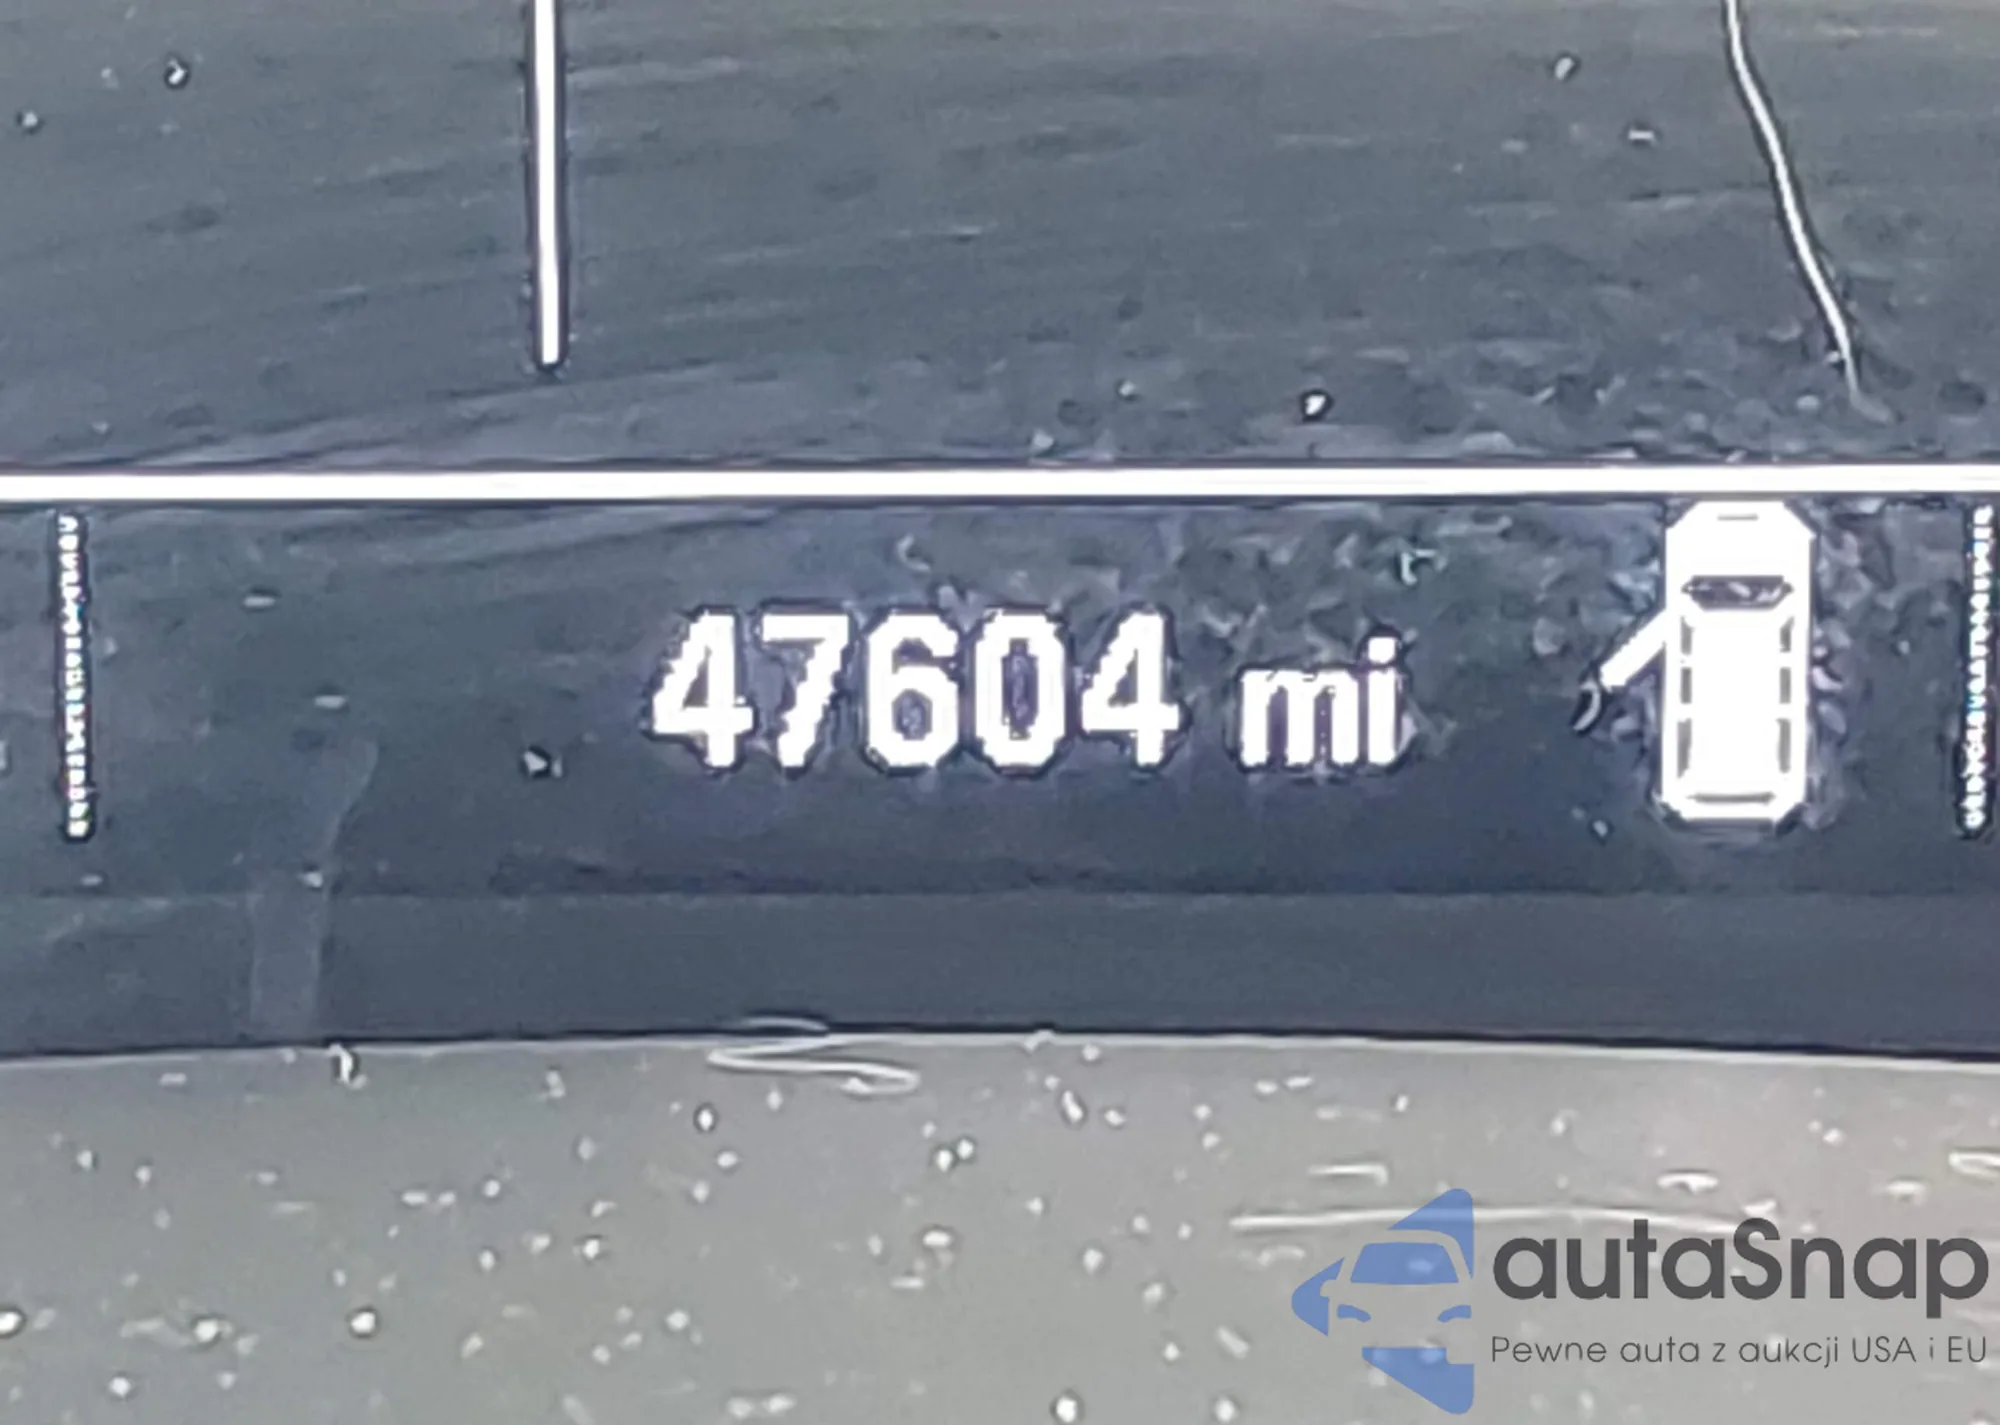 47604 mi
autaSnap
Pewne auta z aukcji USA i EU